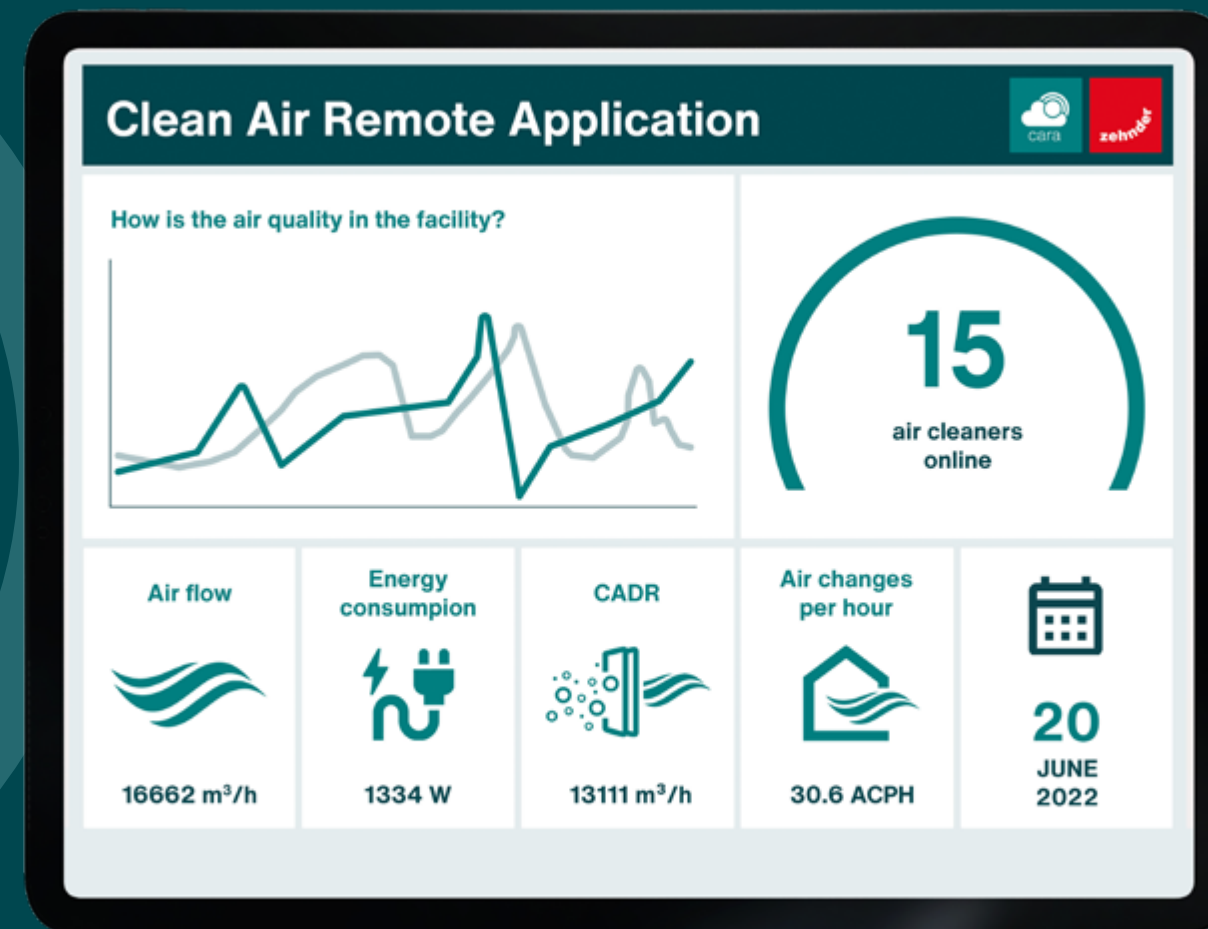 Clean Air Remote Application
cara
zehnder
How is the air quality in the facility?
15
air cleaners
online
Air flow
16662 m³/h
Energy
consumpion
1334 W
CADR
13111 m³/h
Air changes
per hour
30.6 ACPH
20
JUNE
2022